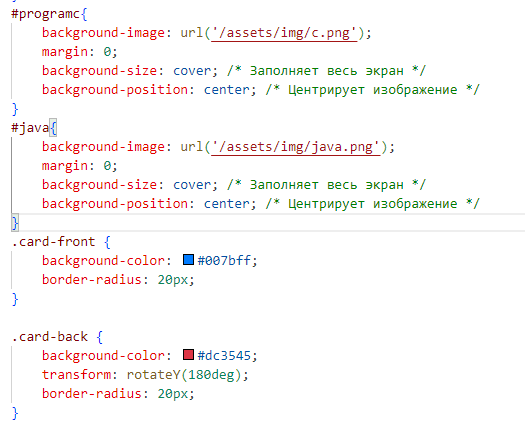 #programc{
background-image: url('/assets/img/c.png');
margin: 0;
background-size: cover; /* Заполняет весь экран */
background-position: center; /* Центрирует изображение */
}
#java{
background-image: url('/assets/img/java.png');
margin: 0;
background-size: cover; /* Заполняет весь экран */
background-position: center; /* Центрирует изображение */
}
.card-front {
background-color: #007bff;
border-radius: 20px;
}
.card-back {
background-color: #dc3545;
transform: rotateY(180deg);
border-radius: 20px;
}